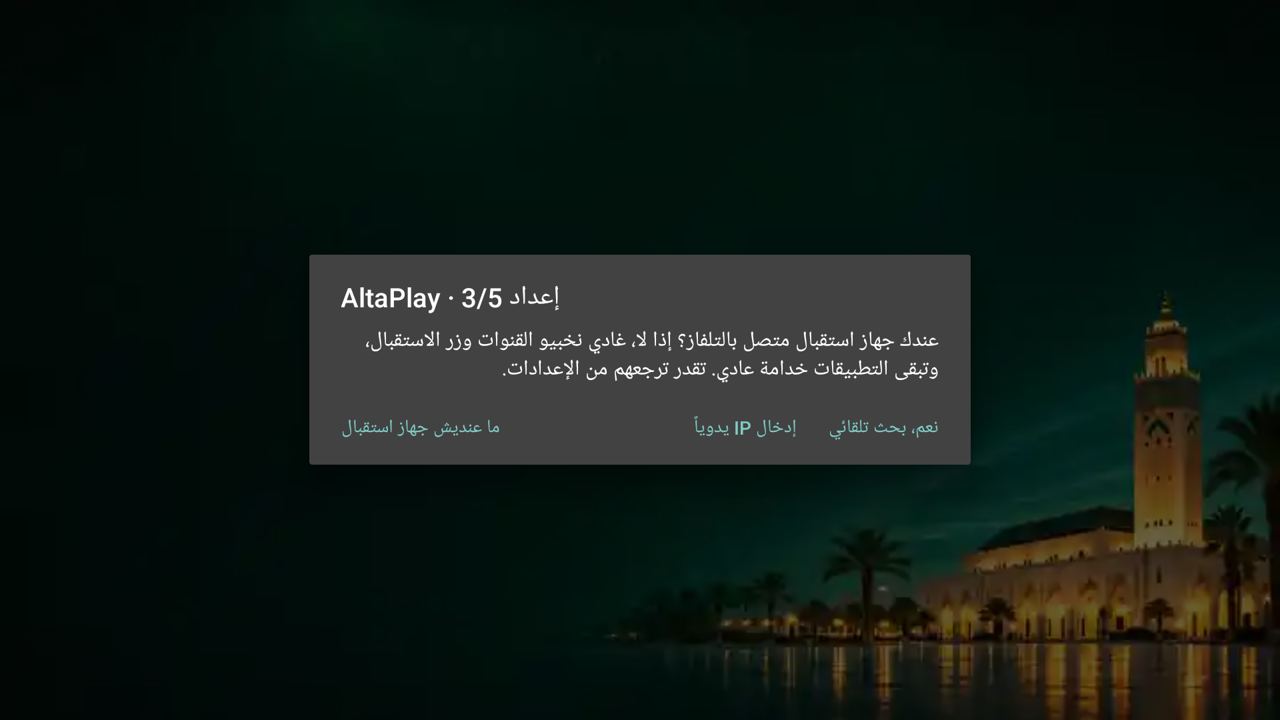 إعداد AltaPlay · 3/5
عندك جهاز استقبال متصل بالتلفاز؟ إذا لا، غادي نخبيو القنوات وزر الاستقبال،
وتبقى التطبيقات خدامة عادي. تقدر ترجعهم من الإعدادات.
نعم، بحث تلقائي
إدخال IP يدوياً
ما عنديش جهاز استقبال